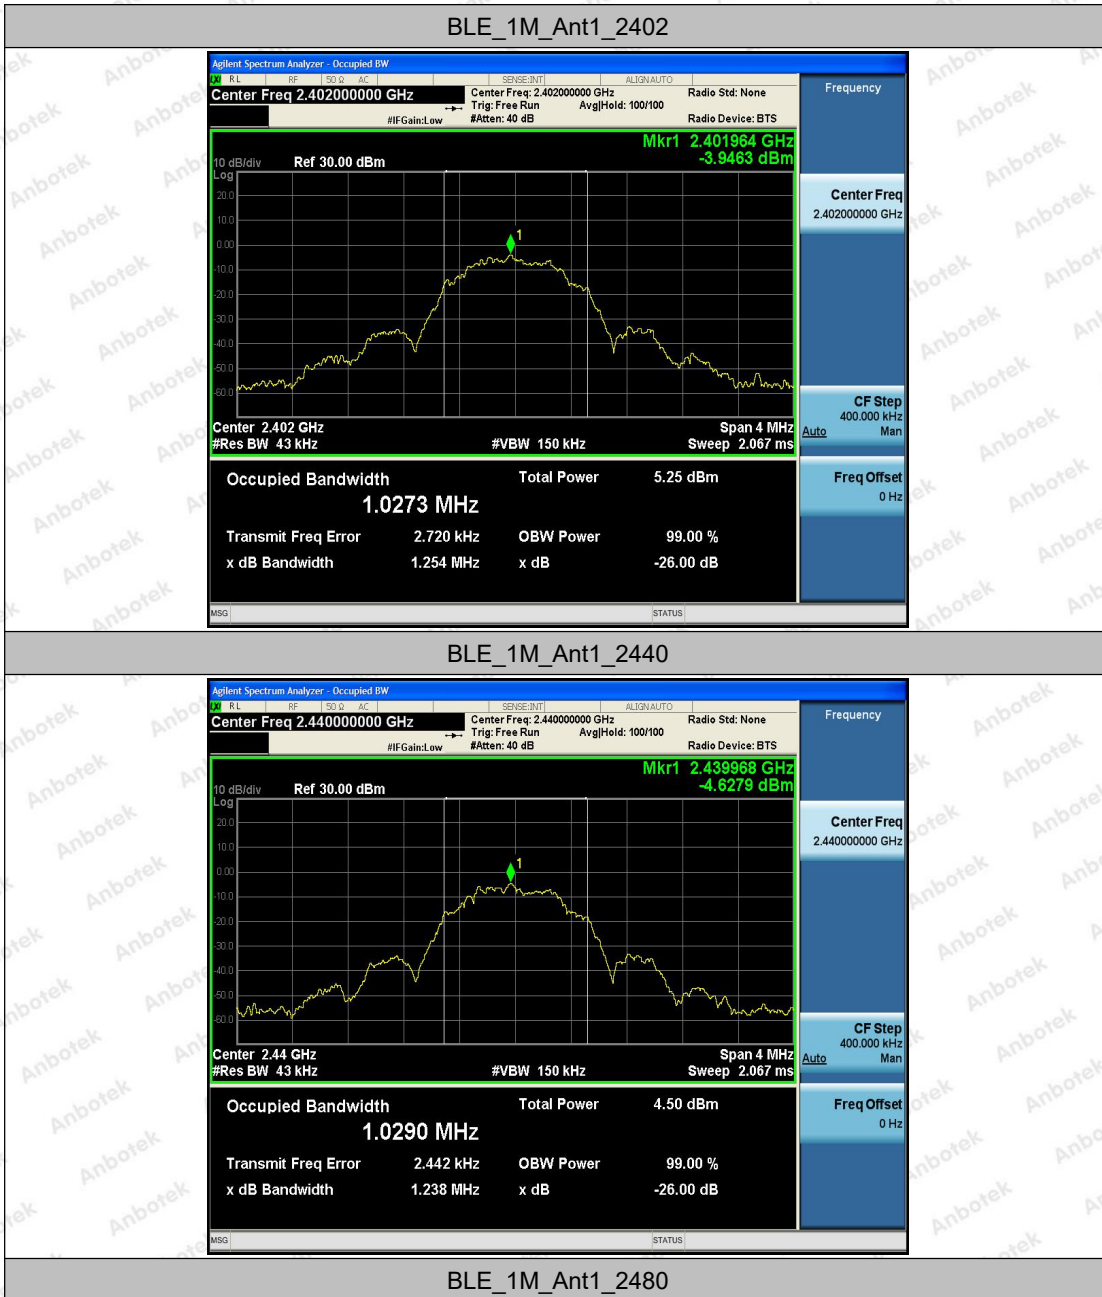 BLE_1M_Ant1_2402
Agilent Spectrum Analyzer - Occupied BW
LXI RL RF 50 Ω AC SENSE:INT ALIGNAUTO
Center Freq 2.402000000 GHz
Center Freq: 2.402000000 GHz Radio Std: None
Trig: Free Run Avg|Hold: 100/100
#IFGain:Low #Atten: 40 dB Radio Device: BTS
Mkr1 2.401964 GHz
-3.9463 dBm
10 dB/div Ref 30.00 dBm
Log
20.0
10.0
0.00
-10.0
-20.0
-30.0
-40.0
-50.0
-60.0
1
Center 2.402 GHz Span 4 MHz
#Res BW 43 kHz #VBW 150 kHz Sweep 2.067 ms
Occupied Bandwidth Total Power 5.25 dBm
1.0273 MHz
Transmit Freq Error 2.720 kHz OBW Power 99.00 %
x dB Bandwidth 1.254 MHz x dB -26.00 dB
MSG STATUS
Frequency
Center Freq
2.402000000 GHz
CF Step
400.000 kHz
Auto Man
Freq Offset
0 Hz
BLE_1M_Ant1_2440
Agilent Spectrum Analyzer - Occupied BW
LXI RL RF 50 Ω AC SENSE:INT ALIGNAUTO
Center Freq 2.440000000 GHz
Center Freq: 2.440000000 GHz Radio Std: None
Trig: Free Run Avg|Hold: 100/100
#IFGain:Low #Atten: 40 dB Radio Device: BTS
Mkr1 2.439968 GHz
-4.6279 dBm
10 dB/div Ref 30.00 dBm
Log
20.0
10.0
0.00
-10.0
-20.0
-30.0
-40.0
-50.0
-60.0
1
Center 2.44 GHz Span 4 MHz
#Res BW 43 kHz #VBW 150 kHz Sweep 2.067 ms
Occupied Bandwidth Total Power 4.50 dBm
1.0290 MHz
Transmit Freq Error 2.442 kHz OBW Power 99.00 %
x dB Bandwidth 1.238 MHz x dB -26.00 dB
MSG STATUS
Frequency
Center Freq
2.440000000 GHz
CF Step
400.000 kHz
Auto Man
Freq Offset
0 Hz
BLE_1M_Ant1_2480
Anbotek